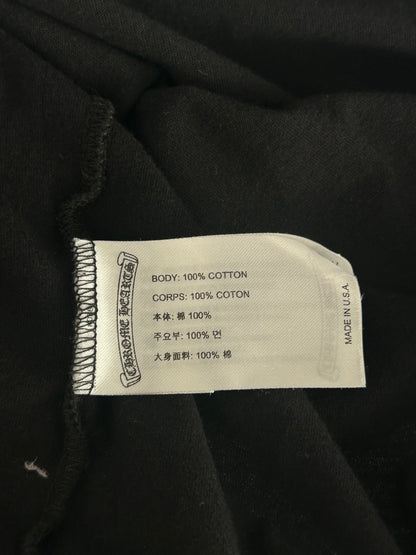 CHROME HEARTS
BODY: 100% COTTON
CORPS: 100% COTON
本体: 棉 100%
주요부: 100% 면
大身面料: 100% 棉
MADE IN U.S.A.